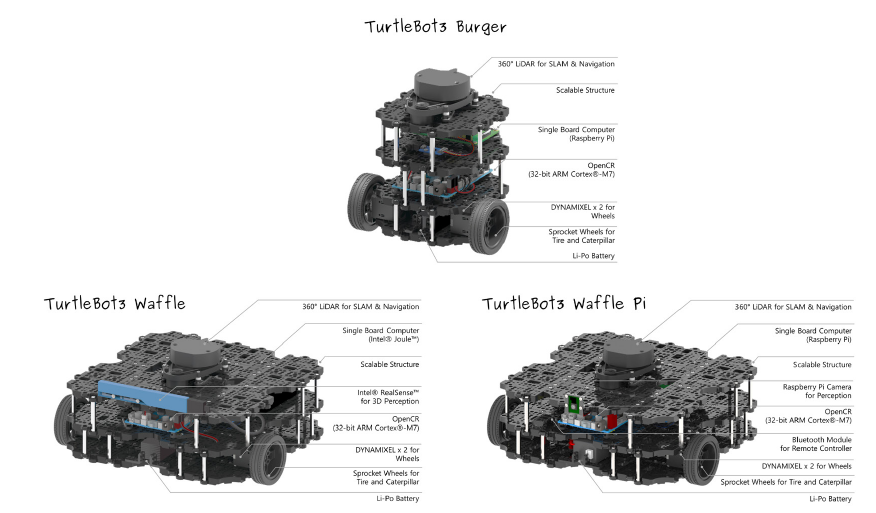 TurtleBot3 Burger
360° LiDAR for SLAM & Navigation
Scalable Structure
Single Board Computer
(Raspberry Pi)
OpenCR
(32-bit ARM Cortex®-M7)
DYNAMIXEL x 2 for
Wheels
Sprocket Wheels for
Tire and Caterpillar
Li-Po Battery
TurtleBot3 Waffle
360° LiDAR for SLAM & Navigation
Single Board Computer
(Intel® Joule™)
Scalable Structure
Intel® RealSense™
for 3D Perception
OpenCR
(32-bit ARM Cortex®-M7)
DYNAMIXEL x 2 for
Wheels
Sprocket Wheels for
Tire and Caterpillar
Li-Po Battery
TurtleBot3 Waffle Pi
360° LiDAR for SLAM & Navigation
Single Board Computer
(Raspberry Pi)
Scalable Structure
Raspberry Pi Camera
for Perception
OpenCR
(32-bit ARM Cortex®-M7)
Bluetooth Module
for Remote Controller
DYNAMIXEL x 2 for Wheels
Sprocket Wheels for Tire and Caterpillar
Li-Po Battery